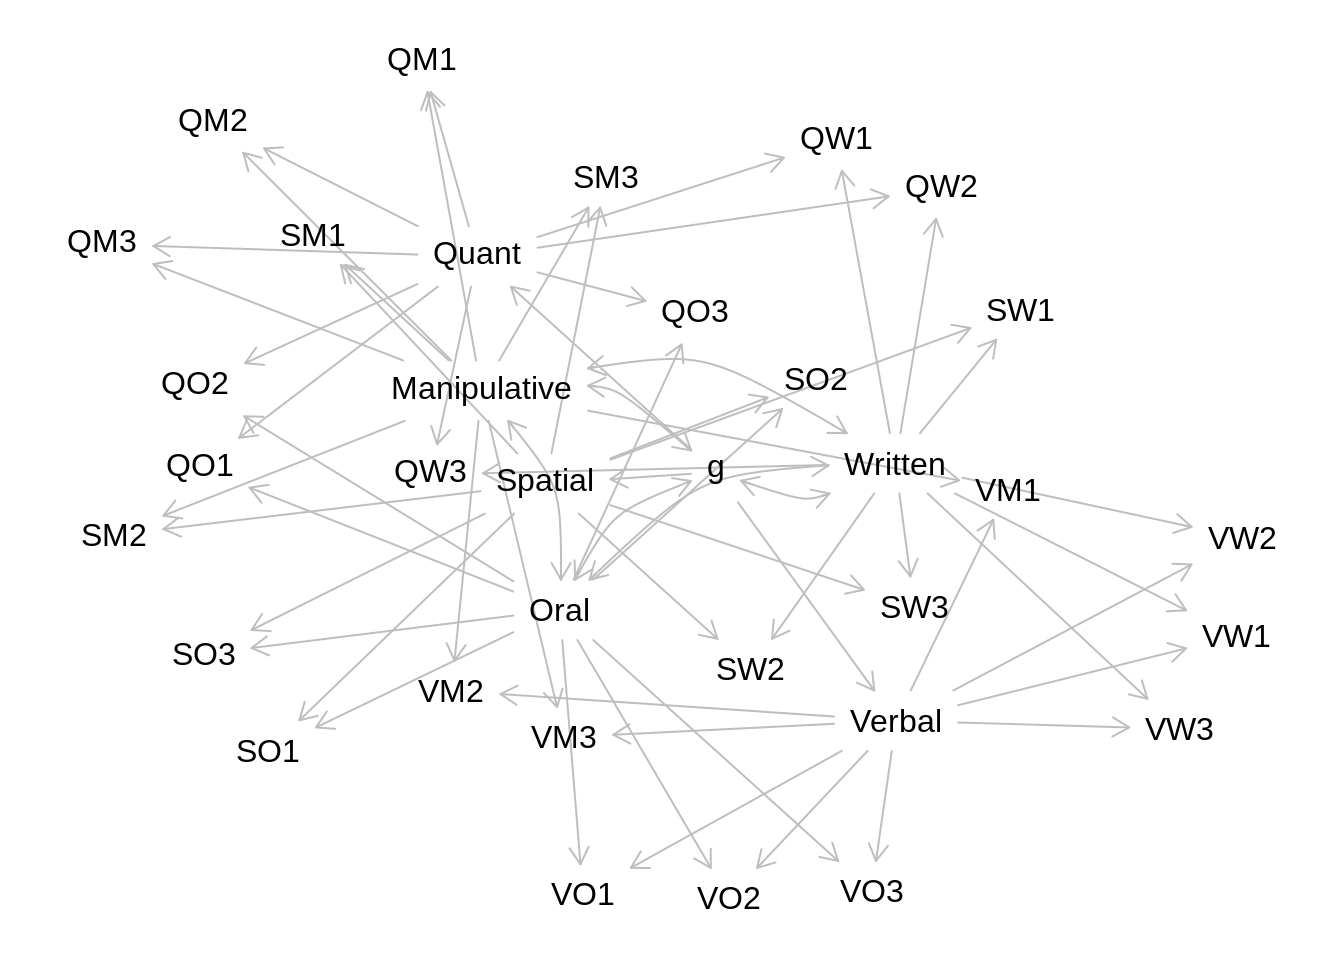 QM1
QM2
QW1
SM3
QW2
SM1
QM3
Quant
SW1
QO3
SO2
QO2
Manipulative
QO1
QW3
Spatial
g
Written
VM1
SM2
VW2
Oral
SW3
VW1
SO3
SW2
VM2
Verbal
VW3
VM3
SO1
VO1
VO2
VO3